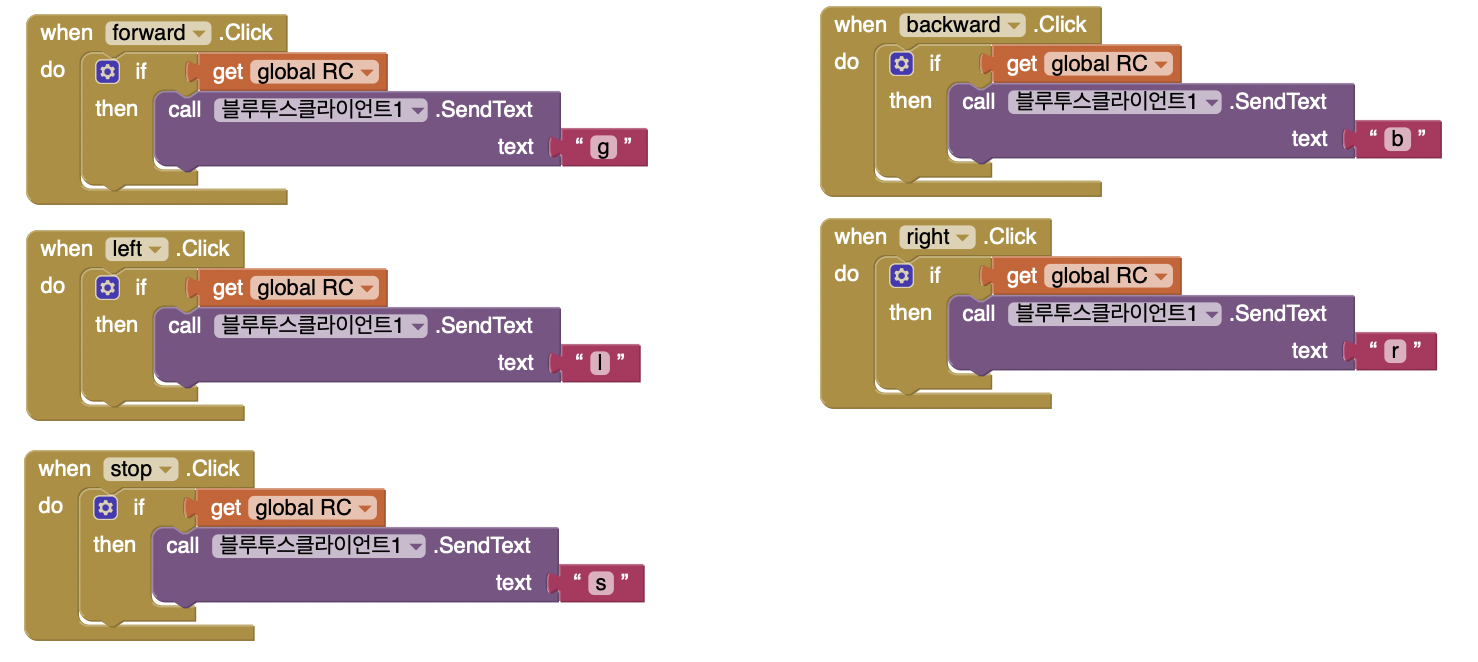 when forward .Click
do if get global RC
then call 블루투스클라이언트1 .SendText
text " g "
when backward .Click
do if get global RC
then call 블루투스클라이언트1 .SendText
text " b "
when left .Click
do if get global RC
then call 블루투스클라이언트1 .SendText
text " l "
when right .Click
do if get global RC
then call 블루투스클라이언트1 .SendText
text " r "
when stop .Click
do if get global RC
then call 블루투스클라이언트1 .SendText
text " s "